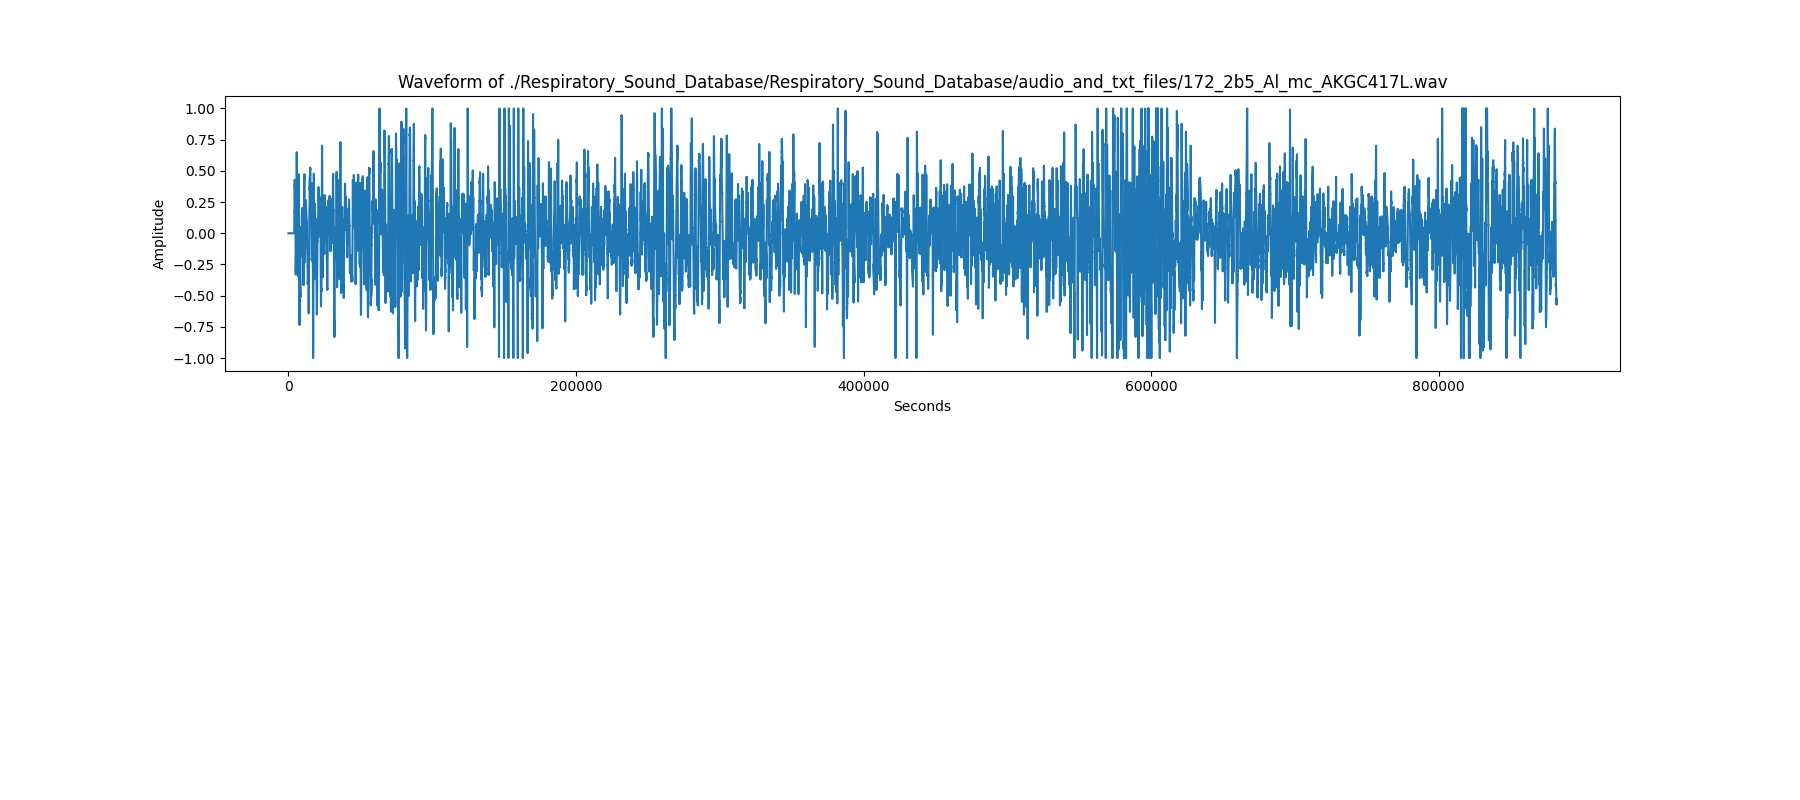 Waveform of ./Respiratory_Sound_Database/Respiratory_Sound_Database/audio_and_txt_files/172_2b5_Al_mc_AKGC417L.wav
1.00
0.75
0.50
0.25
0.00
−0.25
−0.50
−0.75
−1.00
Amplitude
0 200000 400000 600000 800000
Seconds